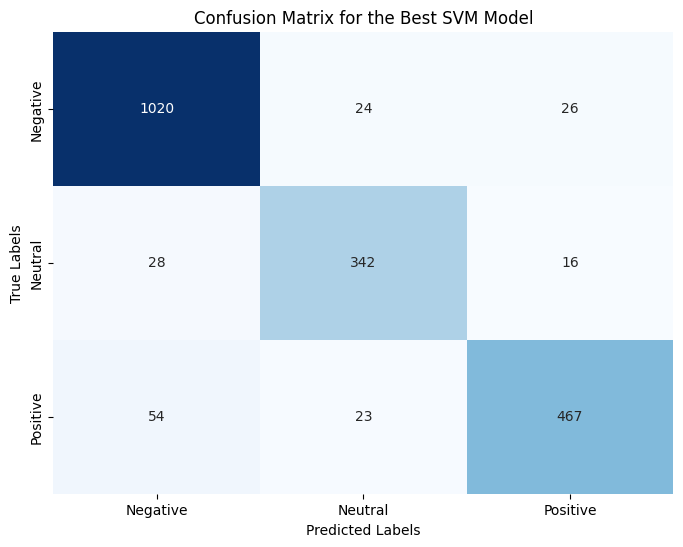 Confusion Matrix for the Best SVM Model
Negative
1020 24 26
True Labels
Neutral
28 342 16
Positive
54 23 467
Negative Neutral Positive
Predicted Labels